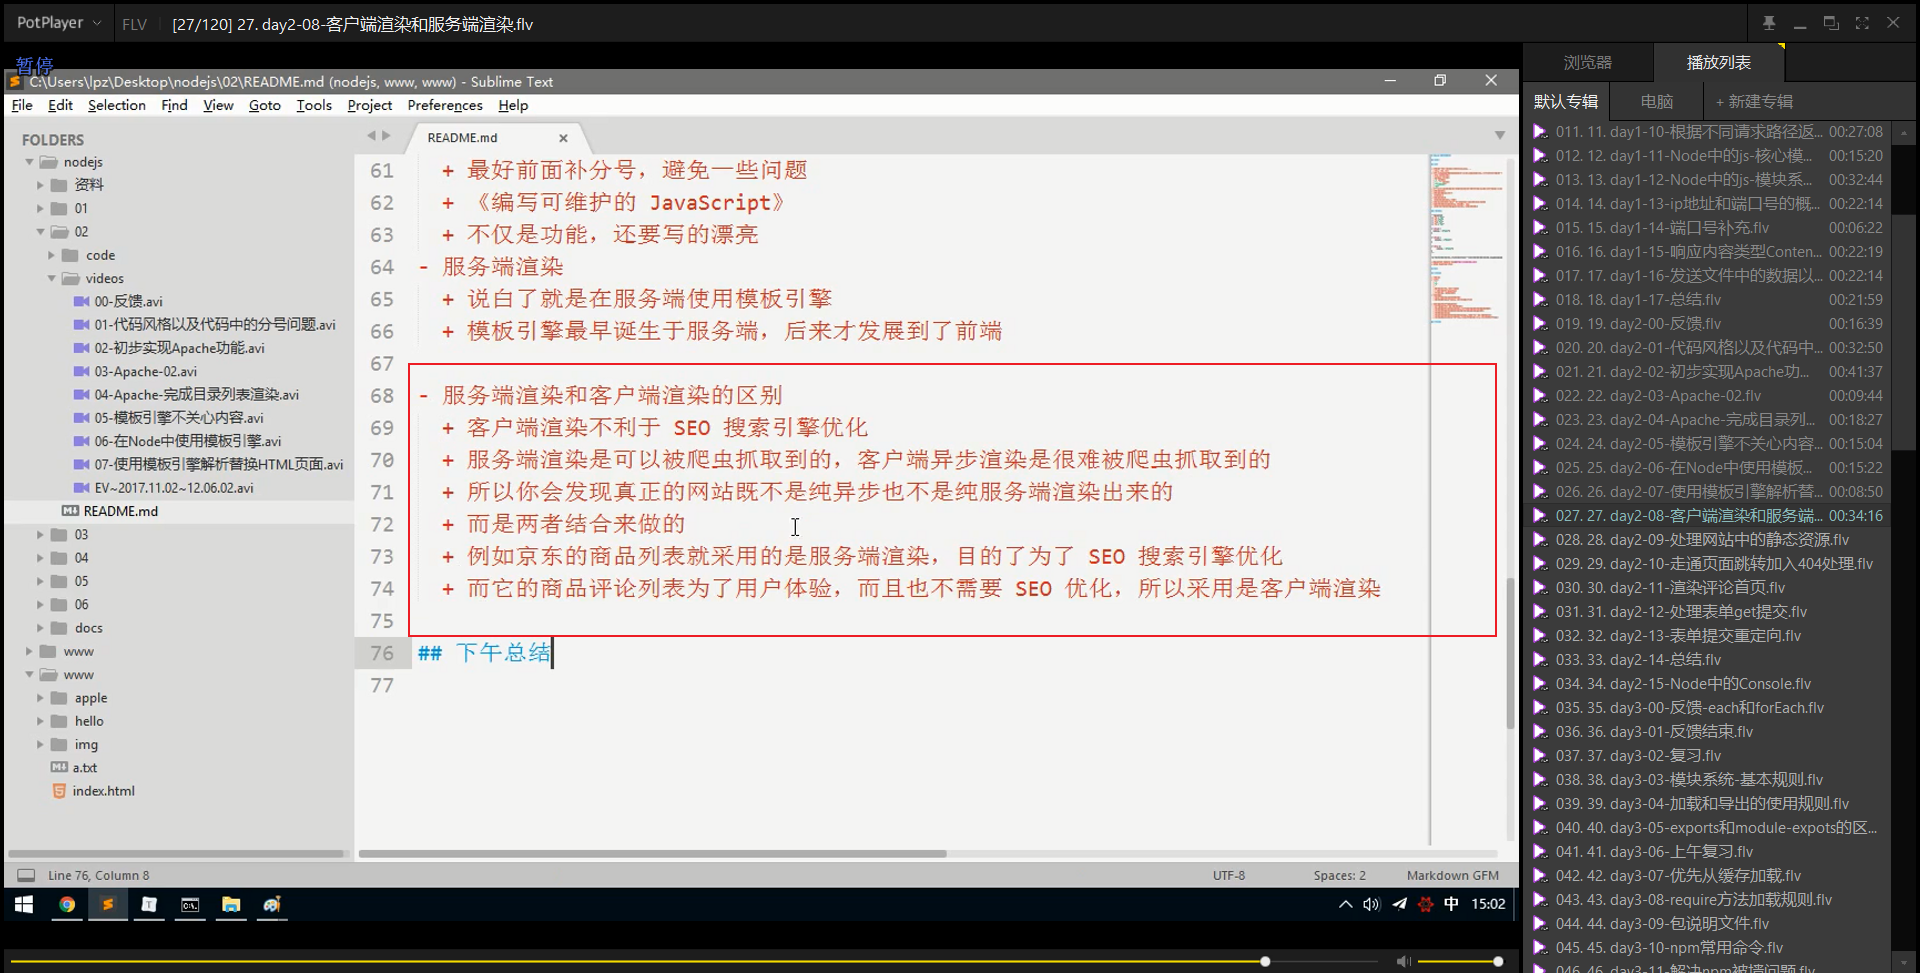 PotPlayer FLV [27/120] 27. day2-08-客户端渲染和服务端渲染.flv
暂停
C:\Users\lpz\Desktop\nodejs\02\README.md (nodejs, www, www) - Sublime Text
File Edit Selection Find View Goto Tools Project Preferences Help
FOLDERS
nodejs
资料
01
02
code
videos
00-反馈.avi
01-代码风格以及代码中的分号问题.avi
02-初步实现Apache功能.avi
03-Apache-02.avi
04-Apache-完成目录列表渲染.avi
05-模板引擎不关心内容.avi
06-在Node中使用模板引擎.avi
07-使用模板引擎解析替换HTML页面.avi
EV~2017.11.02~12.06.02.avi
README.md
03
04
05
06
docs
www
www
apple
hello
img
a.txt
index.html
README.md
61 + 最好前面补分号，避免一些问题
62 + 《编写可维护的 JavaScript》
63 + 不仅是功能，还要写的漂亮
64 - 服务端渲染
65 + 说白了就是在服务端使用模板引擎
66 + 模板引擎最早诞生于服务端，后来才发展到了前端
67
68 - 服务端渲染和客户端渲染的区别
69 + 客户端渲染不利于 SEO 搜索引擎优化
70 + 服务端渲染是可以被爬虫抓取到的，客户端异步渲染是很难被爬虫抓取到的
71 + 所以你会发现真正的网站既不是纯异步也不是纯服务端渲染出来的
72 + 而是两者结合来做的
73 + 例如京东的商品列表就采用的是服务端渲染，目的了为了 SEO 搜索引擎优化
74 + 而它的商品评论列表为了用户体验，而且也不需要 SEO 优化，所以采用是客户端渲染
75
76 ## 下午总结
77
Line 76, Column 8 UTF-8 Spaces: 2 Markdown GFM
中 15:02
浏览器 播放列表
默认专辑 电脑 + 新建专辑
011. 11. day1-10-根据不同请求路径返... 00:27:08
012. 12. day1-11-Node中的js-核心模... 00:15:20
013. 13. day1-12-Node中的js-模块系... 00:32:44
014. 14. day1-13-ip地址和端口号的概... 00:22:14
015. 15. day1-14-端口号补充.flv 00:06:22
016. 16. day1-15-响应内容类型Conten... 00:22:19
017. 17. day1-16-发送文件中的数据以... 00:22:14
018. 18. day1-17-总结.flv 00:21:59
019. 19. day2-00-反馈.flv 00:16:39
020. 20. day2-01-代码风格以及代码中... 00:32:50
021. 21. day2-02-初步实现Apache功... 00:41:37
022. 22. day2-03-Apache-02.flv 00:09:44
023. 23. day2-04-Apache-完成目录列... 00:18:27
024. 24. day2-05-模板引擎不关心内容... 00:15:04
025. 25. day2-06-在Node中使用模板... 00:15:22
026. 26. day2-07-使用模板引擎解析替... 00:08:50
027. 27. day2-08-客户端渲染和服务端... 00:34:16
028. 28. day2-09-处理网站中的静态资源.flv
029. 29. day2-10-走通页面跳转加入404处理.flv
030. 30. day2-11-渲染评论首页.flv
031. 31. day2-12-处理表单get提交.flv
032. 32. day2-13-表单提交重定向.flv
033. 33. day2-14-总结.flv
034. 34. day2-15-Node中的Console.flv
035. 35. day3-00-反馈-each和forEach.flv
036. 36. day3-01-反馈结束.flv
037. 37. day3-02-复习.flv
038. 38. day3-03-模块系统-基本规则.flv
039. 39. day3-04-加载和导出的使用规则.flv
040. 40. day3-05-exports和module-expots的区...
041. 41. day3-06-上午复习.flv
042. 42. day3-07-优先从缓存加载.flv
043. 43. day3-08-require方法加载规则.flv
044. 44. day3-09-包说明文件.flv
045. 45. day3-10-npm常用命令.flv
046. 46. day3-11-解决npm被墙问题.flv